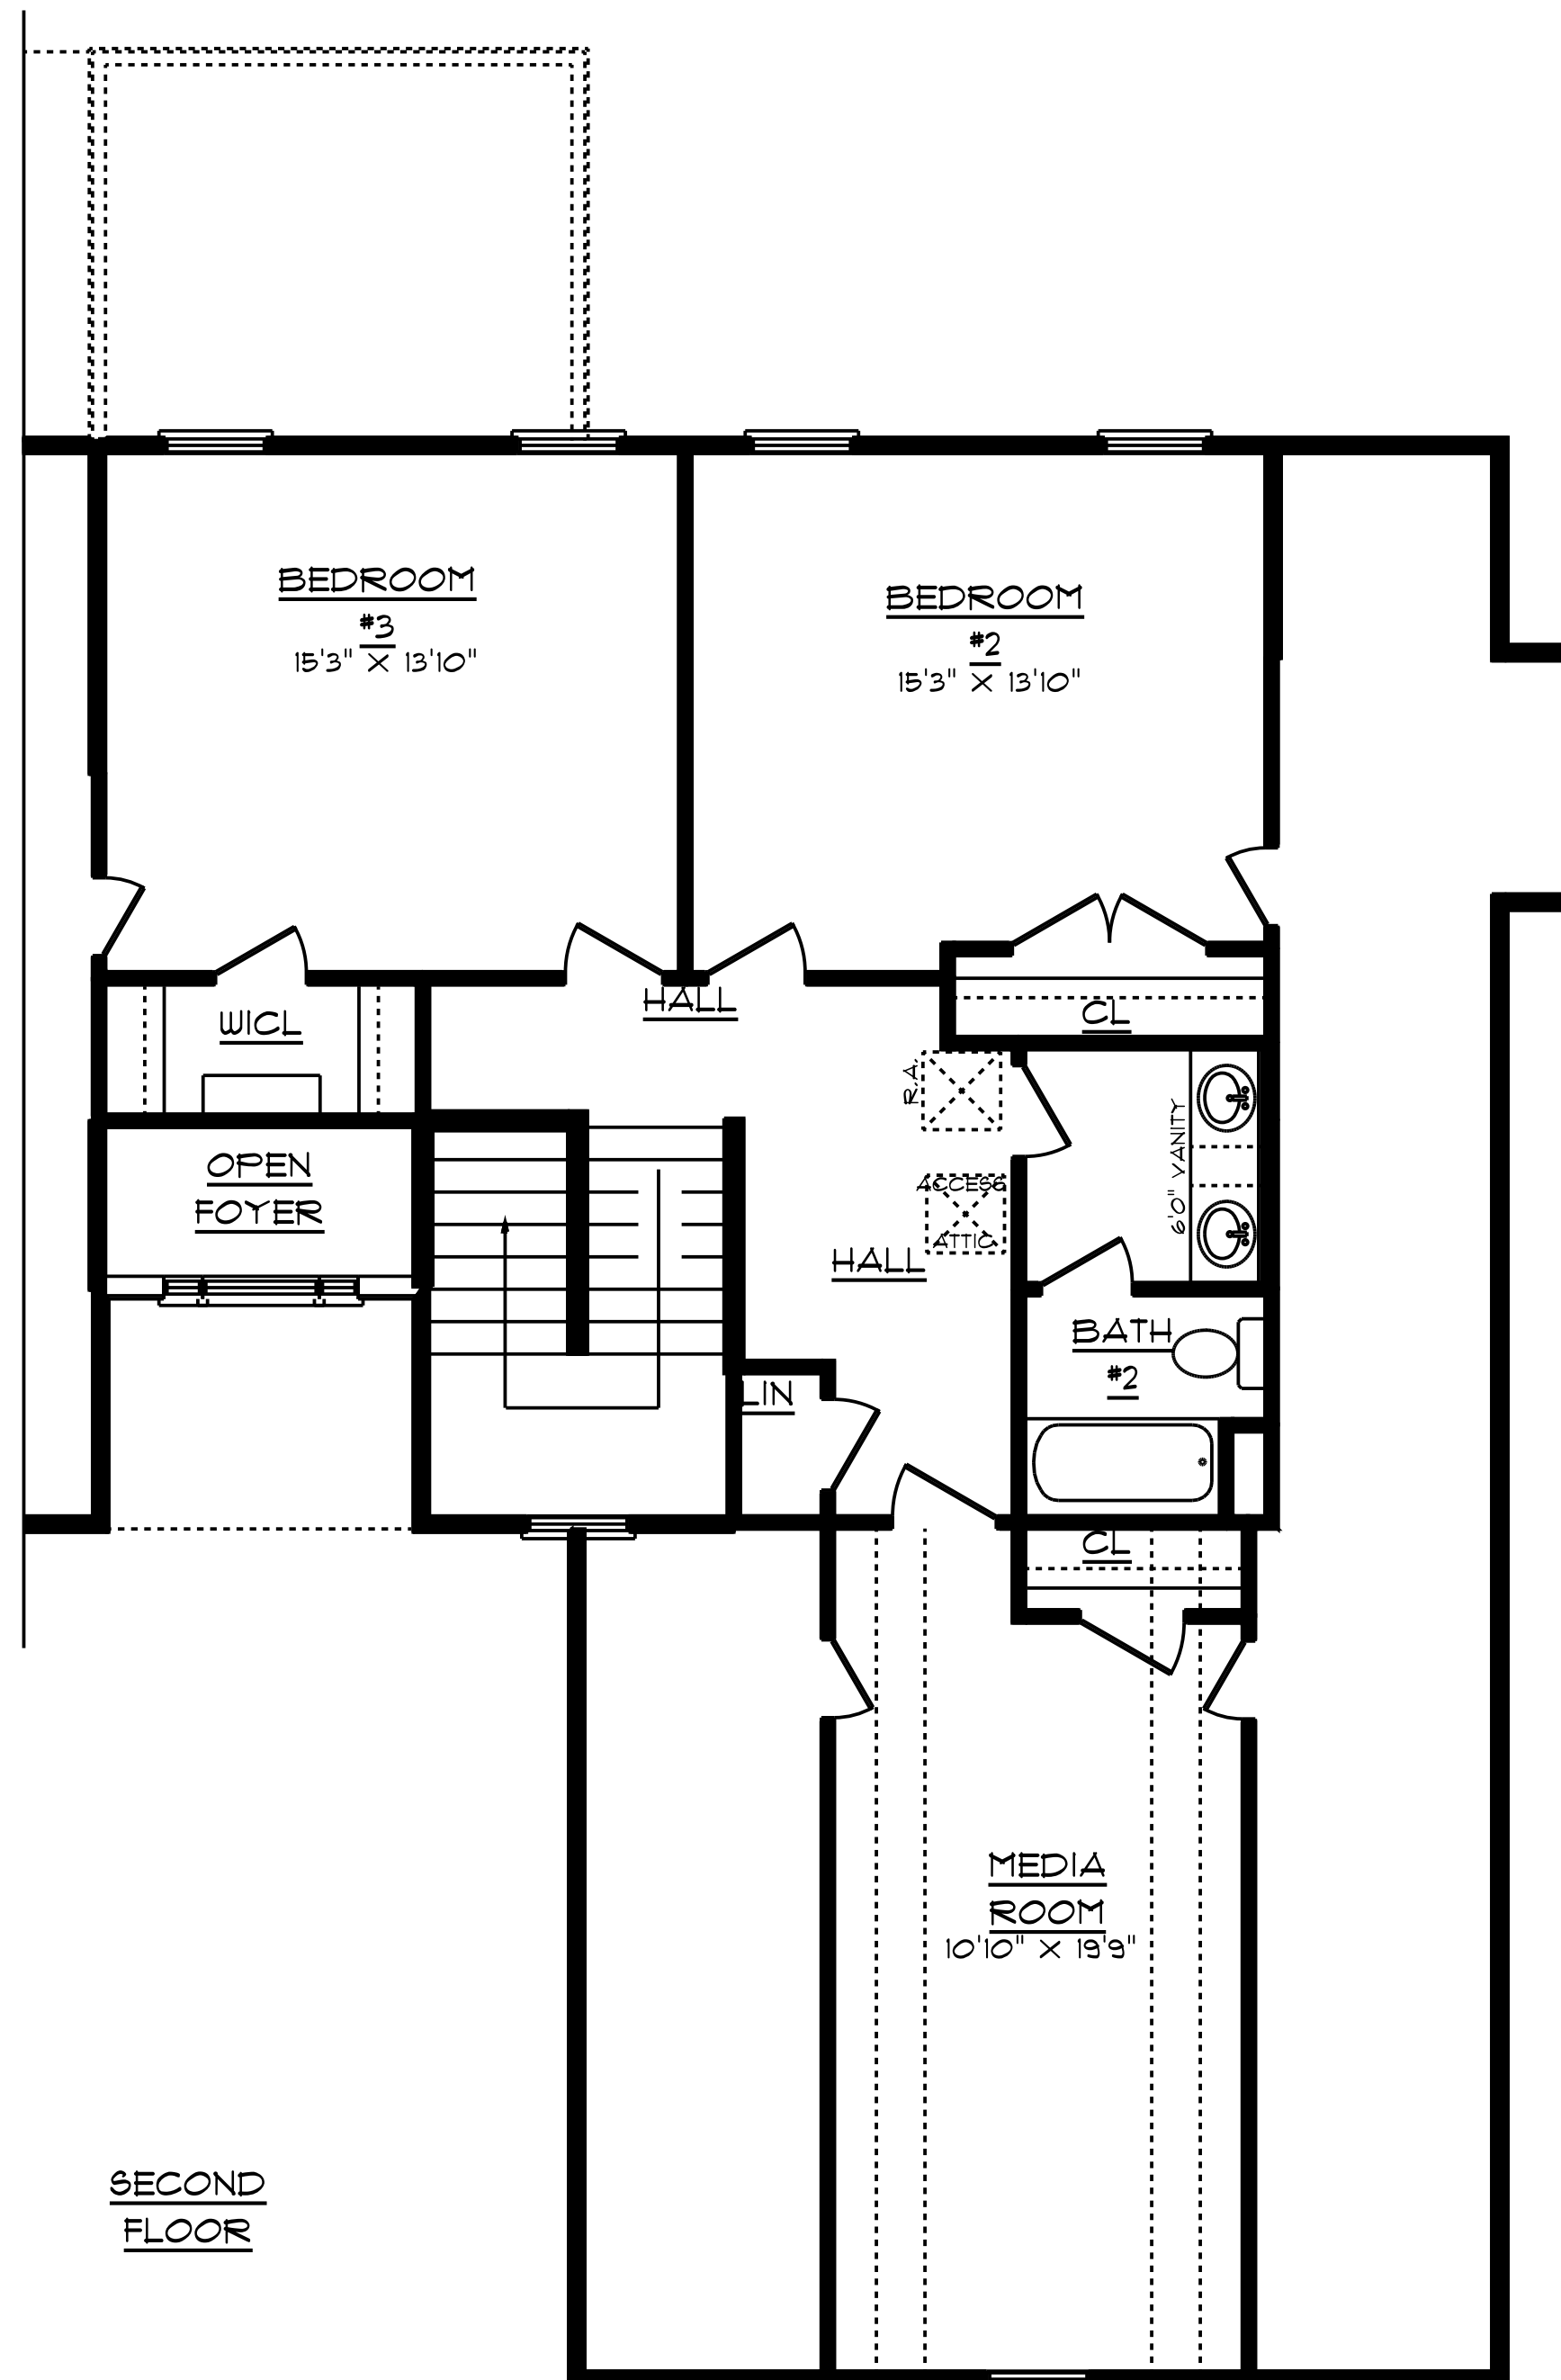 BEDROOM
#3
15'3" X 13'10"
BEDROOM
#2
15'3" X 13'10"
HALL
WICL
CL
R.A.
OPEN
FOYER
6'0" VANITY
ACCESS
ATTIC
HALL
BATH
#2
LIN
CL
MEDIA
ROOM
10'10" X 19'9"
SECOND
FLOOR